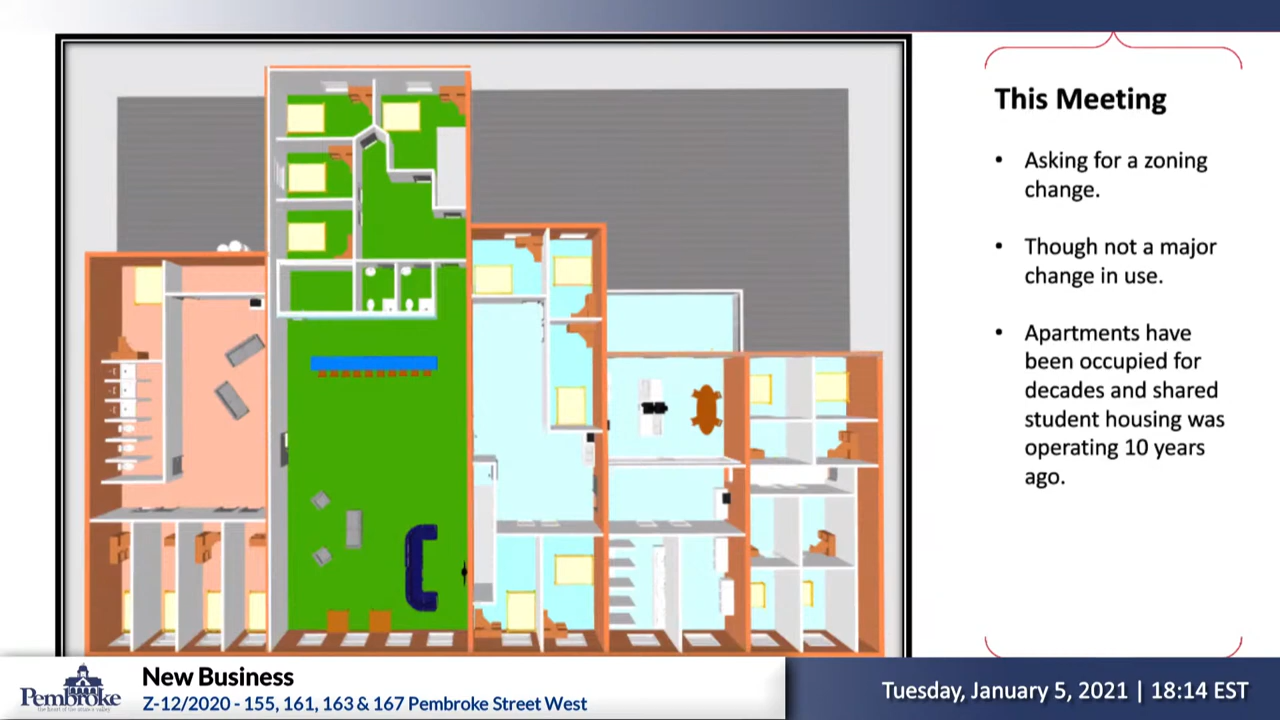 This Meeting
• Asking for a zoning
change.
• Though not a major
change in use.
• Apartments have
been occupied for
decades and shared
student housing was
operating 10 years
ago.
Pembroke
New Business
Z-12/2020 - 155, 161, 163 & 167 Pembroke Street West
Tuesday, January 5, 2021 | 18:14 EST